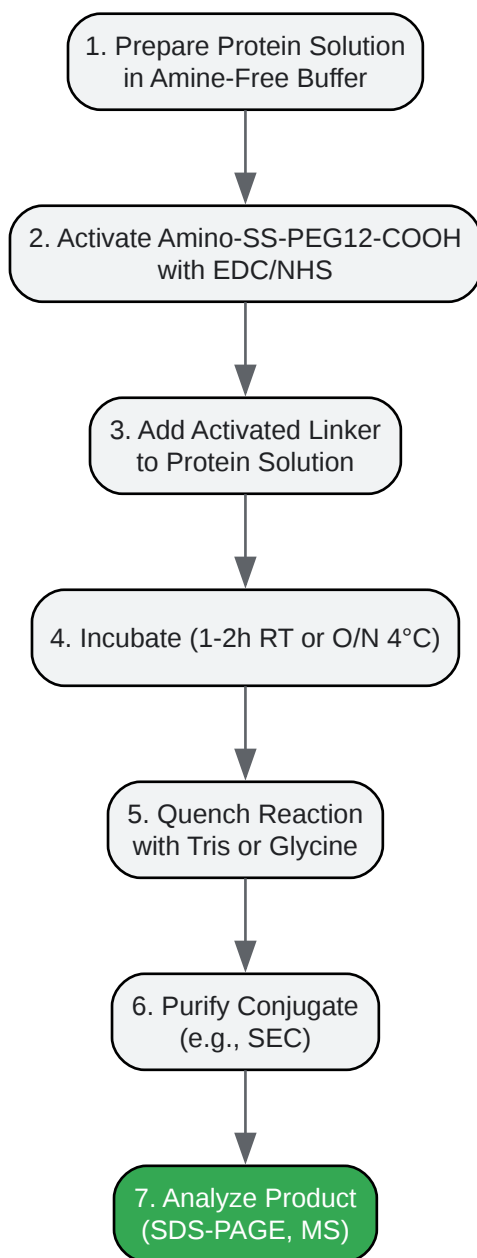 1. Prepare Protein Solution
in Amine-Free Buffer
2. Activate Amino-SS-PEG12-COOH
with EDC/NHS
3. Add Activated Linker
to Protein Solution
4. Incubate (1-2h RT or O/N 4°C)
5. Quench Reaction
with Tris or Glycine
6. Purify Conjugate
(e.g., SEC)
7. Analyze Product
(SDS-PAGE, MS)